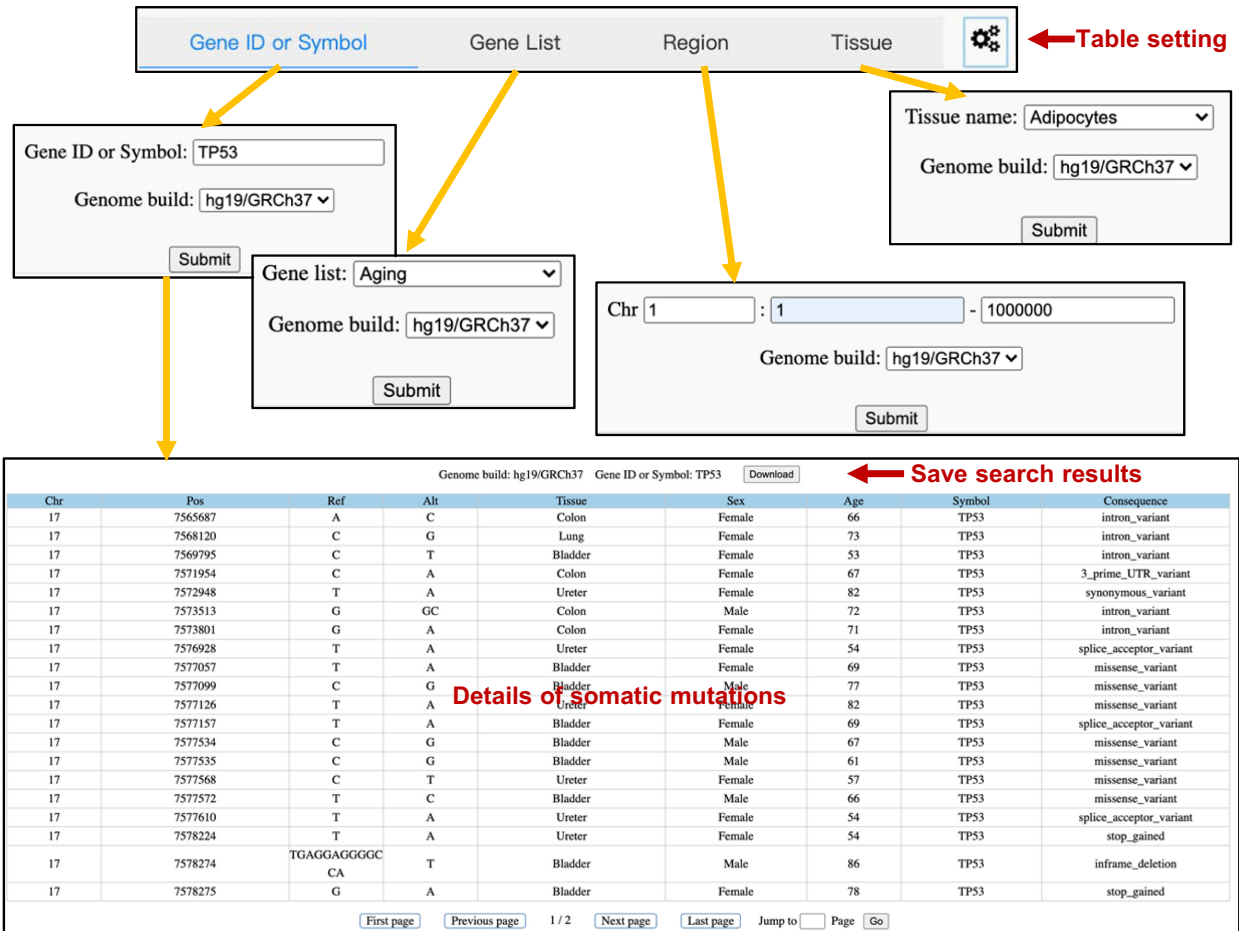 Gene ID or Symbol Gene List Region Tissue
Table setting
Tissue name: Adipocytes
Genome build: hg19/GRCh37
Submit
Gene ID or Symbol: TP53
Genome build: hg19/GRCh37
Submit
Gene list: Aging
Genome build: hg19/GRCh37
Submit
Chr 1 : 1 - 1000000
Genome build: hg19/GRCh37
Submit
Genome build: hg19/GRCh37 Gene ID or Symbol: TP53 Download
Save search results
Chr Pos Ref Alt Tissue Sex Age Symbol Consequence
17 7565687 A C Colon Female 66 TP53 intron_variant
17 7568120 C G Lung Female 73 TP53 intron_variant
17 7569795 C T Bladder Female 53 TP53 intron_variant
17 7571954 C A Colon Female 67 TP53 3_prime_UTR_variant
17 7572948 T A Ureter Female 82 TP53 synonymous_variant
17 7573513 G GC Colon Male 72 TP53 intron_variant
17 7573801 G A Colon Female 71 TP53 intron_variant
17 7576928 T A Ureter Female 54 TP53 splice_acceptor_variant
17 7577057 T A Bladder Female 69 TP53 missense_variant
17 7577099 C G Bladder Male 77 TP53 missense_variant
Details of somatic mutations
17 7577126 T A Ureter Female 82 TP53 missense_variant
17 7577157 T A Bladder Female 69 TP53 splice_acceptor_variant
17 7577534 C G Bladder Male 67 TP53 missense_variant
17 7577535 C G Bladder Male 61 TP53 missense_variant
17 7577568 C T Ureter Female 57 TP53 missense_variant
17 7577572 T C Bladder Male 66 TP53 missense_variant
17 7577610 T A Ureter Female 54 TP53 splice_acceptor_variant
17 7578224 T A Ureter Female 54 TP53 stop_gained
17 7578274 TGAGGAGGGGC T Bladder Male 86 TP53 inframe_deletion
CA
17 7578275 G A Bladder Female 78 TP53 stop_gained
First page Previous page 1 / 2 Next page Last page Jump to Page Go